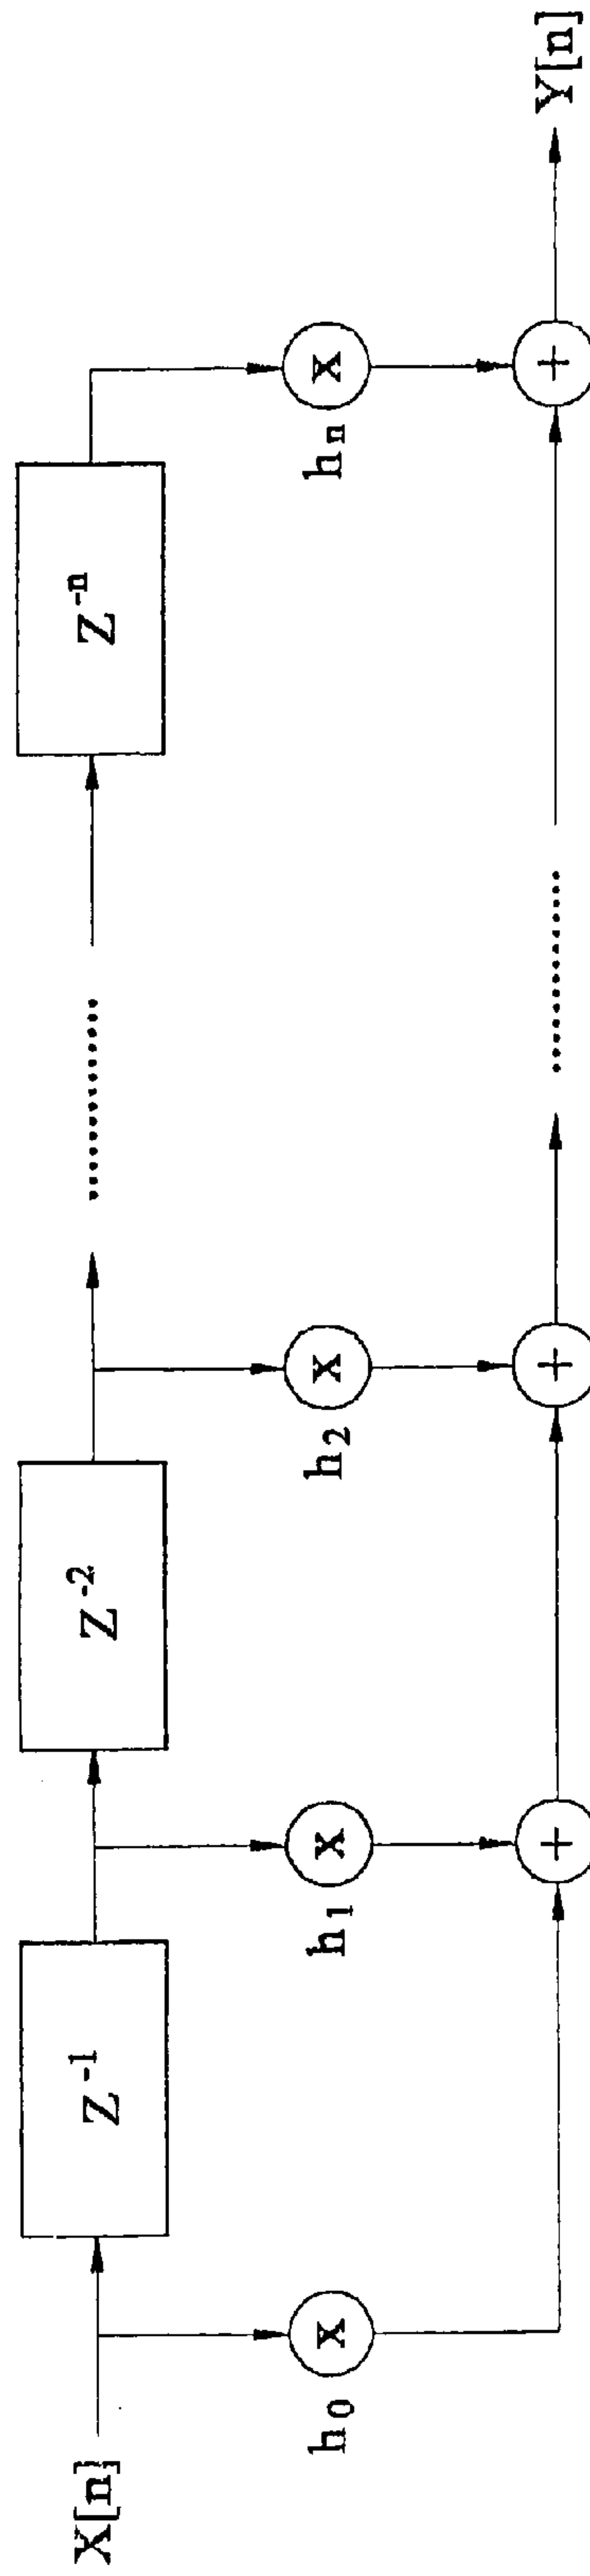 X[n]
Z⁻¹
Z⁻²
............
Z⁻ⁿ
h₀
X
h₁
X
h₂
X
hₙ
X
+
+
............
+
Y[n]